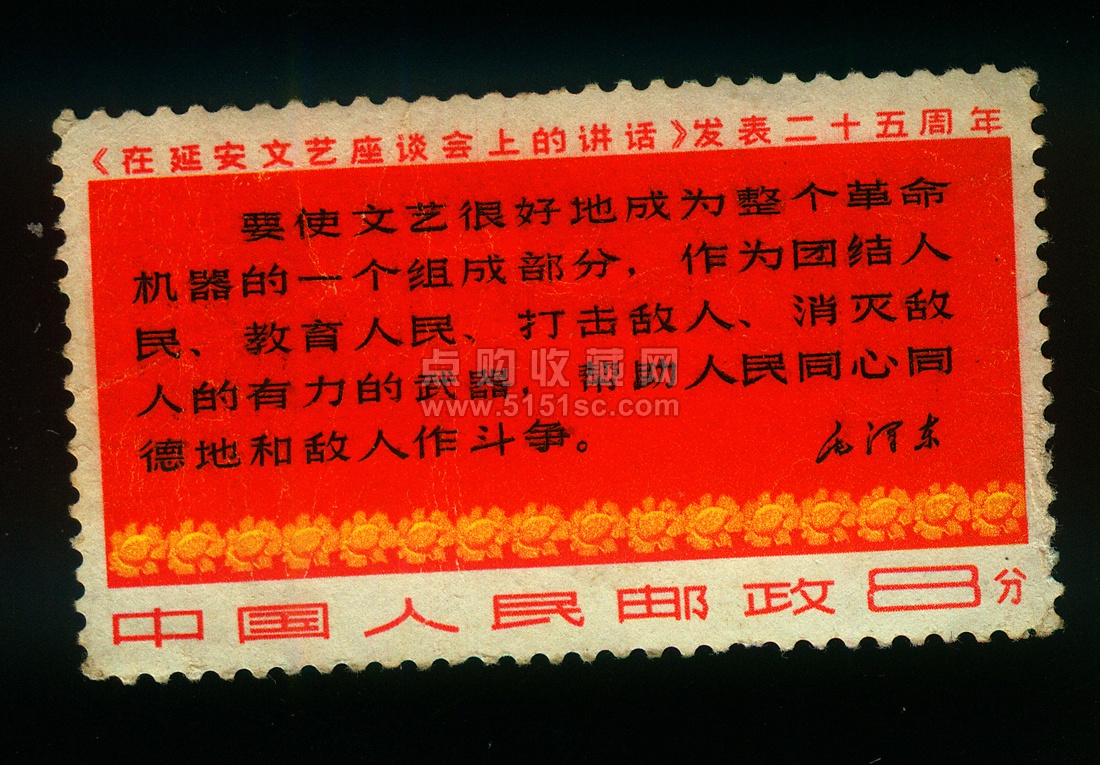 《在延安文艺座谈会上的讲话》发表二十五周年
要使文艺很好地成为整个革命
机器的一个组成部分，作为团结人
民、教育人民、打击敌人、消灭敌
人的有力的武器，帮助人民同心同
德地和敌人作斗争。
毛泽东
点购收藏网
www.5151sc.com
中国人民邮政 8分